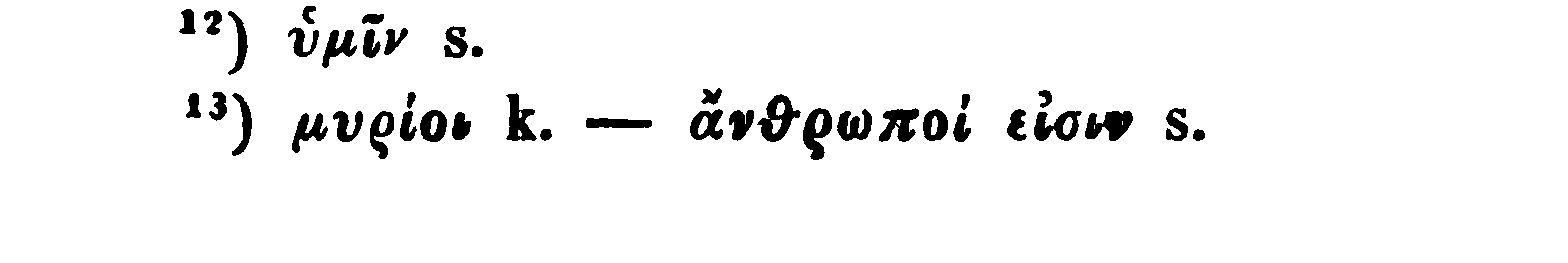 ¹²) ὑμῖν s.
¹³) μυρίοι k. — ἄνθρωποί εἰσιν s.